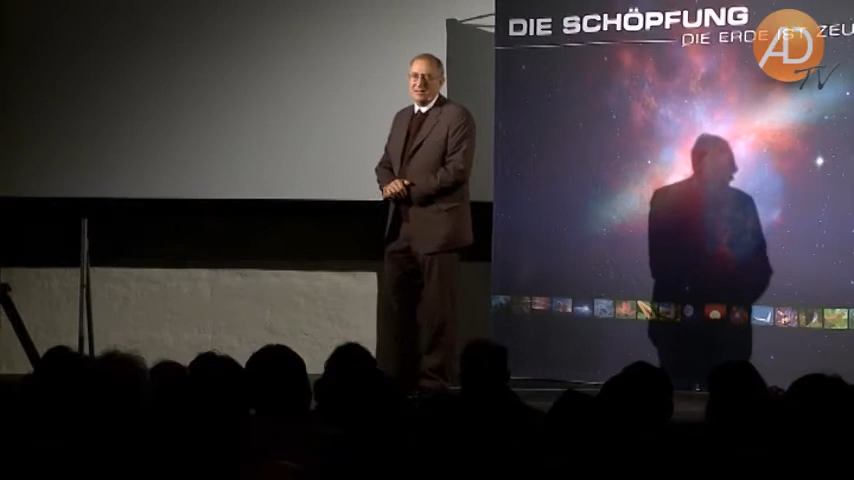 DIE SCHÖPFUNG
DIE ERDE IST ZEU
AD
TV